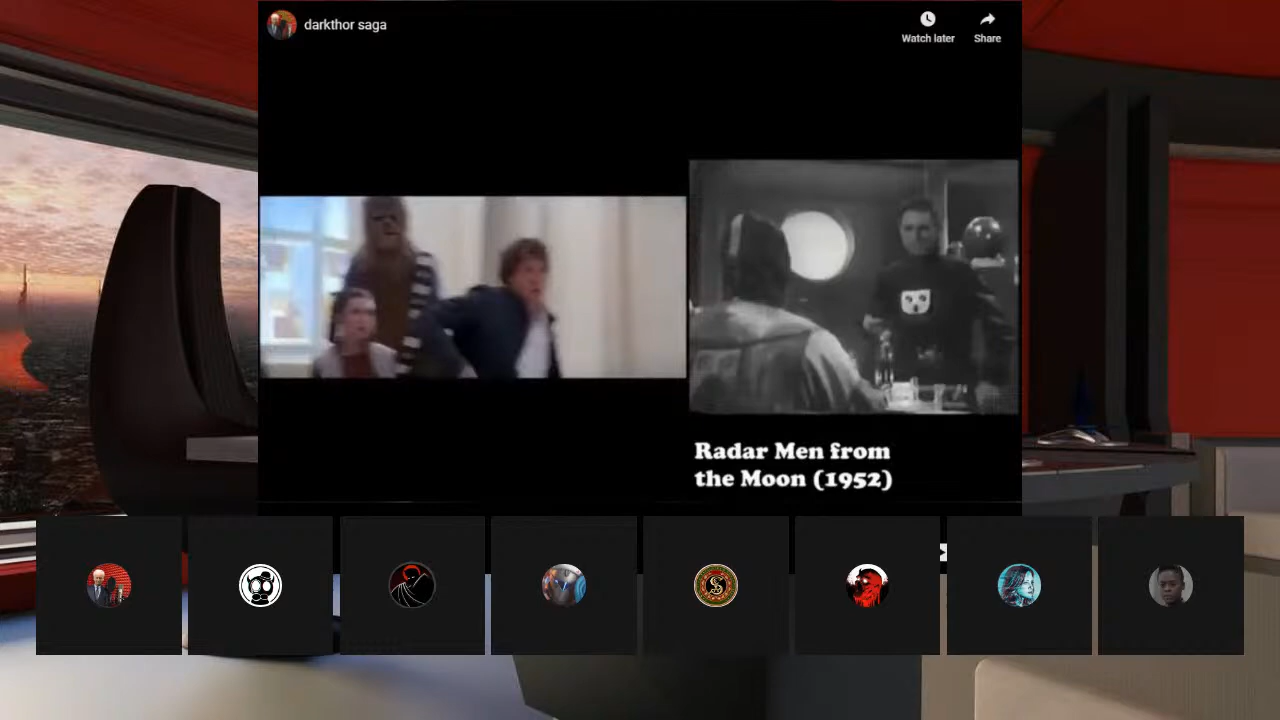 darkthor saga
Watch later
Share
Radar Men from
the Moon (1952)